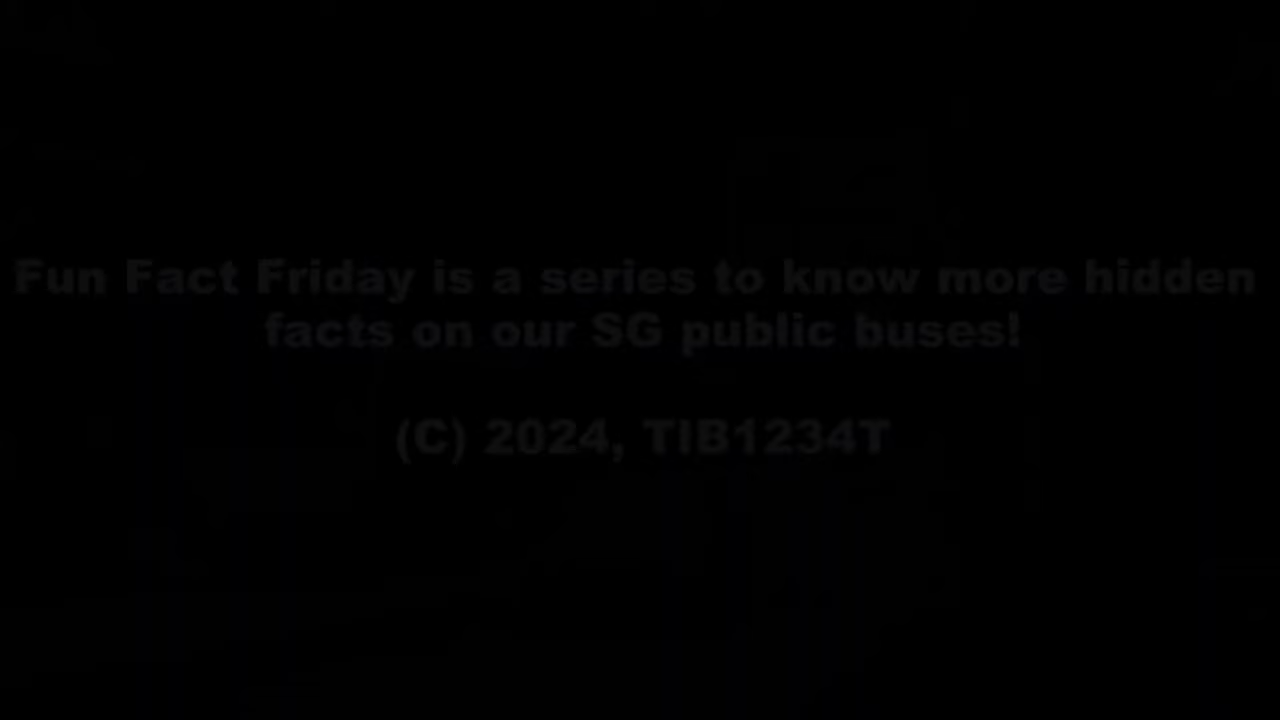 Fun Fact Friday is a series to know more hidden
facts on our SG public buses!
(C) 2024, TIB1234T